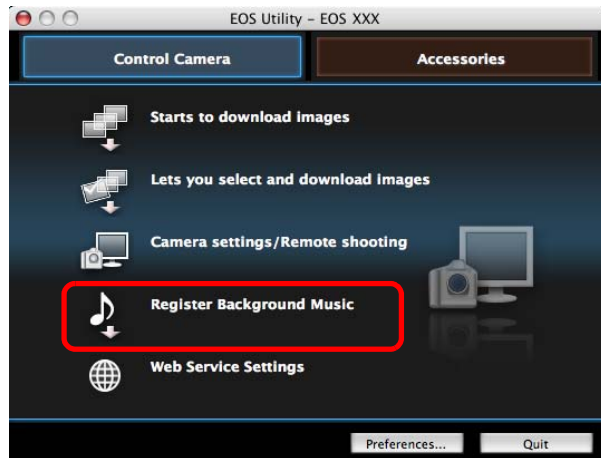 EOS Utility – EOS XXX
Control Camera
Accessories
Starts to download images
Lets you select and download images
Camera settings/Remote shooting
Register Background Music
Web Service Settings
Preferences...
Quit